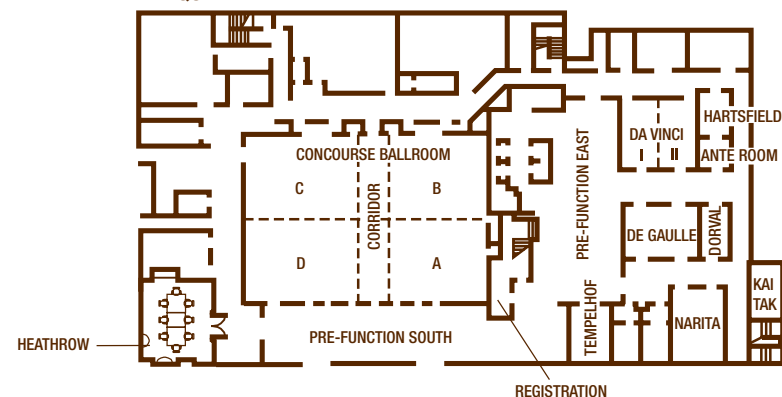 HARTSFIELD
DA VINCI
I II
ANTE ROOM
CONCOURSE BALLROOM
C
B
CORRIDOR
PRE-FUNCTION EAST
DE GAULLE
DORVAL
D
A
KAI
TAK
TEMPELHOF
NARITA
PRE-FUNCTION SOUTH
HEATHROW
REGISTRATION